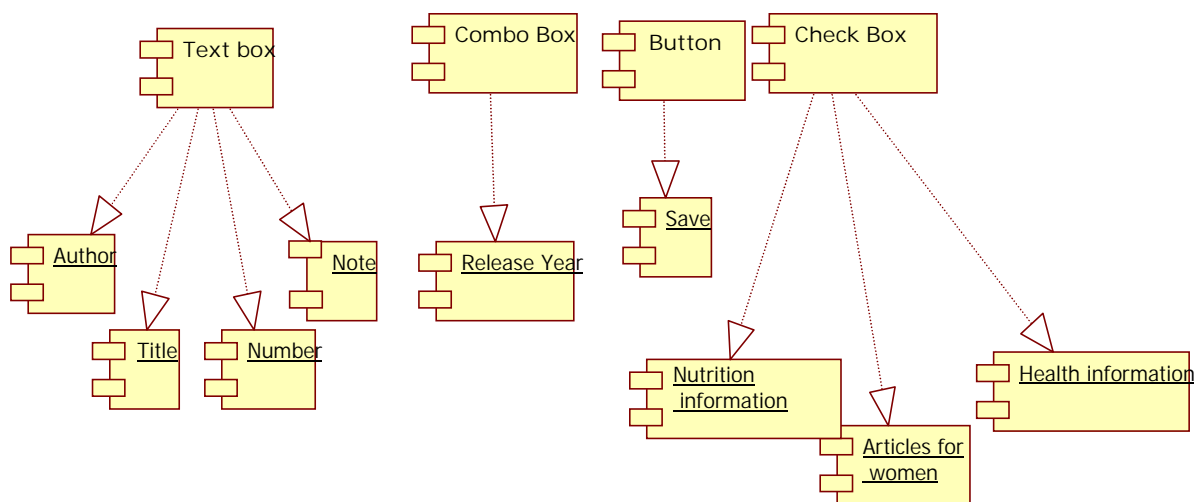 Text box
Combo Box
Button
Check Box
Author
Title
Number
Note
Release Year
Save
Nutrition
information
Articles for
women
Health information